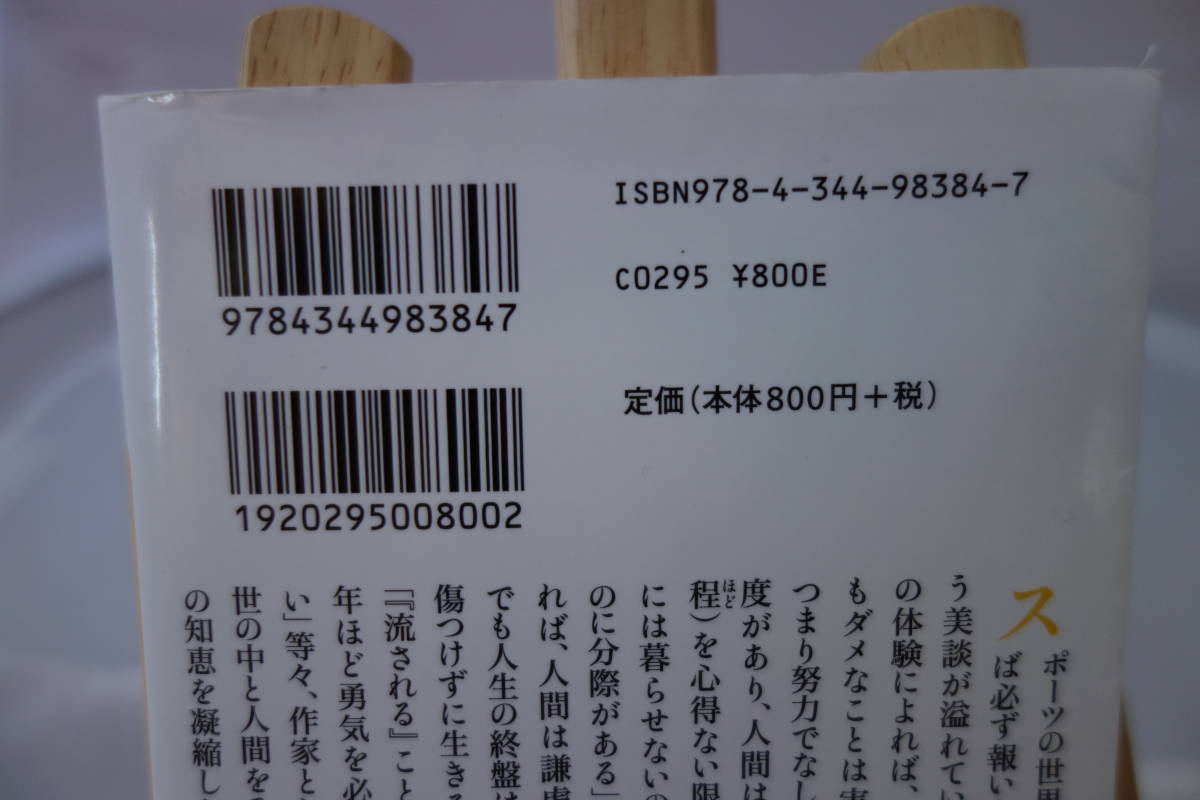 ISBN978-4-344-98384-7
C0295 ¥800E
9784344983847
定価(本体800円+税)
1920295008002
スポーツの世界
ば必ず報い
う美談が溢れてい
の体験によれば、
もダメなことは実
つまり努力でなし
度があり、人間は
程)を心得ない限
ほど
には暮らせないの
のに分際がある」
れば、人間は謙虚
でも人生の終盤は
傷つけずに生きる
『『流される』こと
年ほど勇気を必
い」等々、作家と
世の中と人間を
の知恵を凝縮し